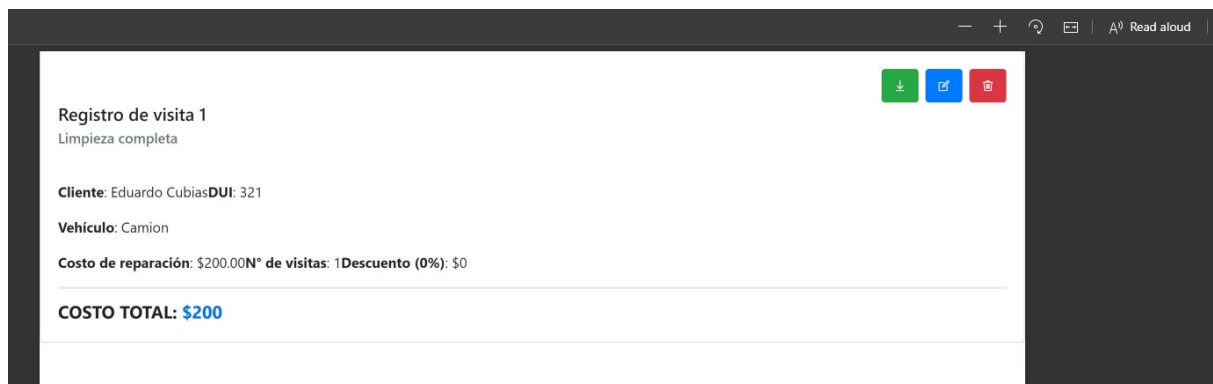 Read aloud
Registro de visita 1
Limpieza completa
Cliente: Eduardo CubiasDUI: 321
Vehículo: Camion
Costo de reparación: $200.00N° de visitas: 1Descuento (0%): $0
COSTO TOTAL: $200